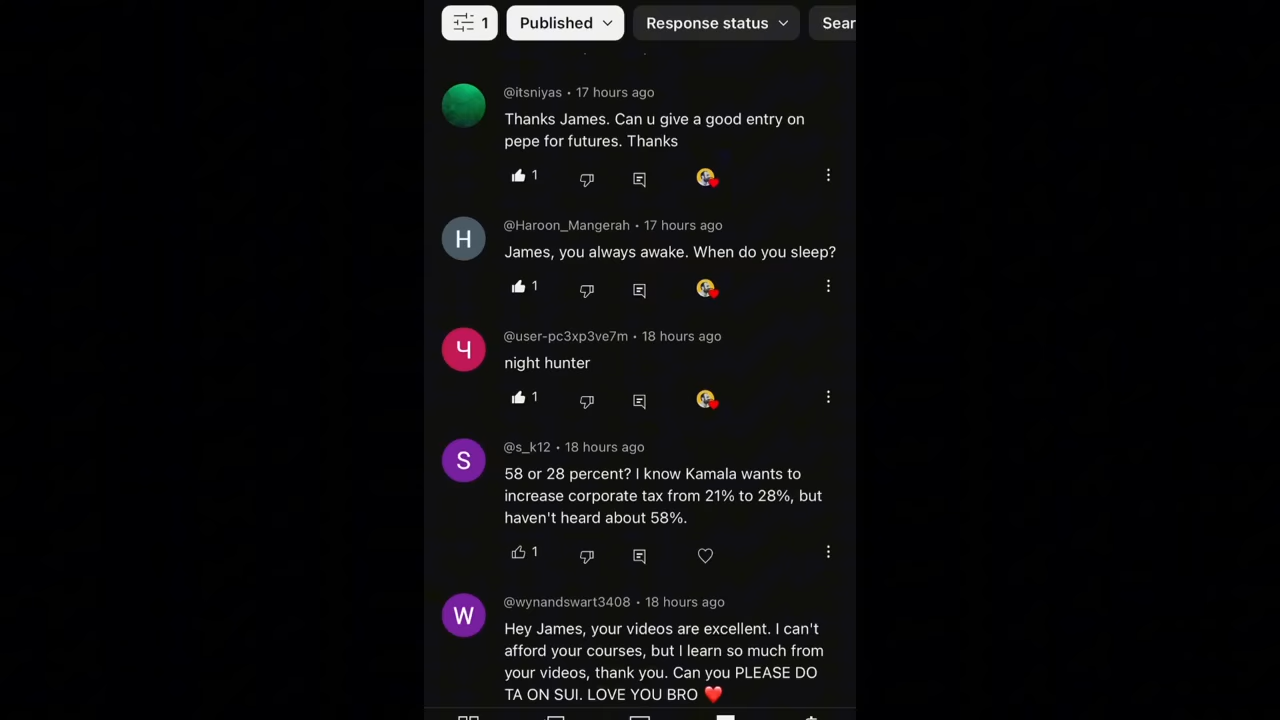 1
Published
Response status
Sear
@itsniyas • 17 hours ago
Thanks James. Can u give a good entry on
pepe for futures. Thanks
1
H
@Haroon_Mangerah • 17 hours ago
James, you always awake. When do you sleep?
1
Ч
@user-pc3xp3ve7m • 18 hours ago
night hunter
1
S
@s_k12 • 18 hours ago
58 or 28 percent? I know Kamala wants to
increase corporate tax from 21% to 28%, but
haven't heard about 58%.
1
W
@wynandswart3408 • 18 hours ago
Hey James, your videos are excellent. I can't
afford your courses, but I learn so much from
your videos, thank you. Can you PLEASE DO
TA ON SUI. LOVE YOU BRO ❤️